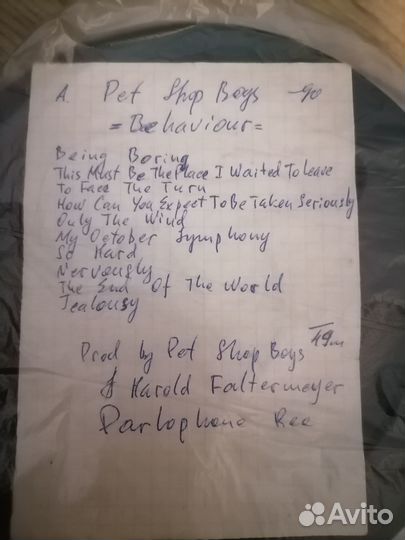 A. Pet Shop Boys -90
= Behaviour =
Being Boring
This Must Be The Place I Waited To Leave
To Face The Turn
How Can You Expect To Be Taken Seriously
Only The Wind
My October Symphony
So Hard
Nervously
The End Of The World
Jealousy
49m
Prod by Pet Shop Boys
& Harold Faltermeyer
Parlophone Rec
Avito